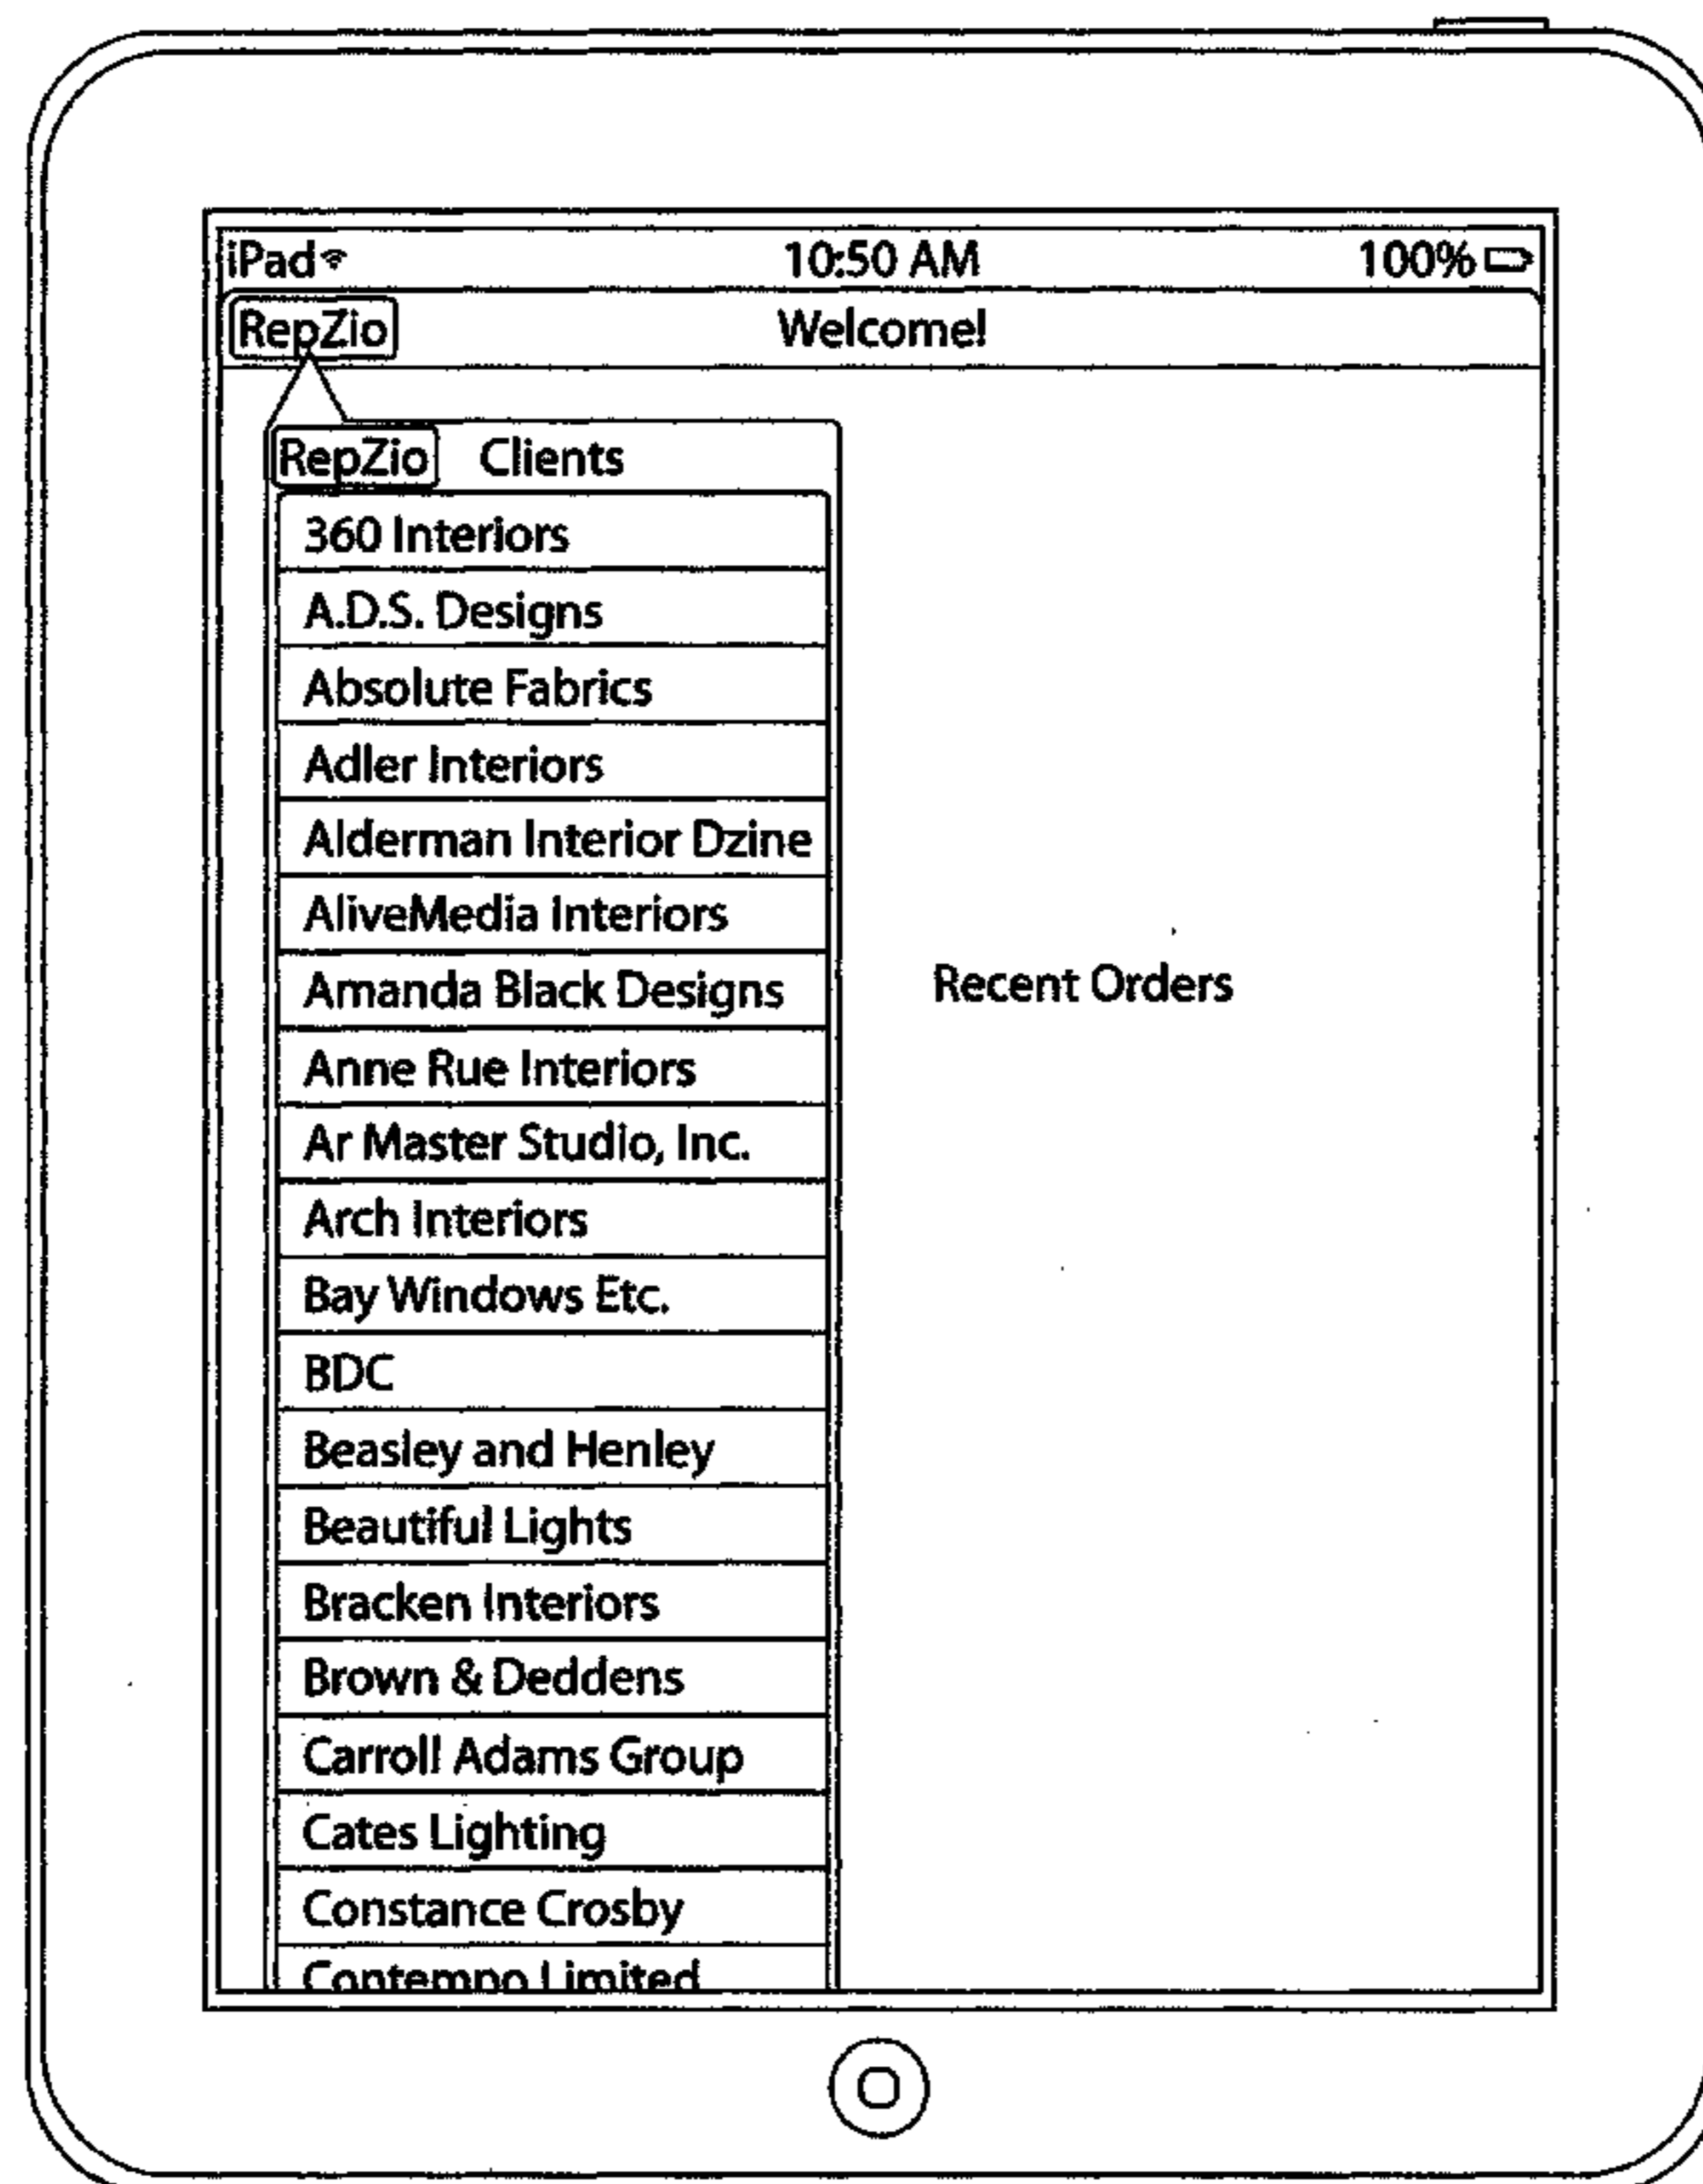 iPad 10:50 AM 100%
RepZio Welcome!
RepZio Clients
360 Interiors
A.D.S. Designs
Absolute Fabrics
Adler Interiors
Alderman Interior Dzine
AliveMedia Interiors
Amanda Black Designs
Recent Orders
Anne Rue Interiors
Ar Master Studio, Inc.
Arch Interiors
Bay Windows Etc.
BDC
Beasley and Henley
Beautiful Lights
Bracken Interiors
Brown & Deddens
Carroll Adams Group
Cates Lighting
Constance Crosby
Contempo Limited